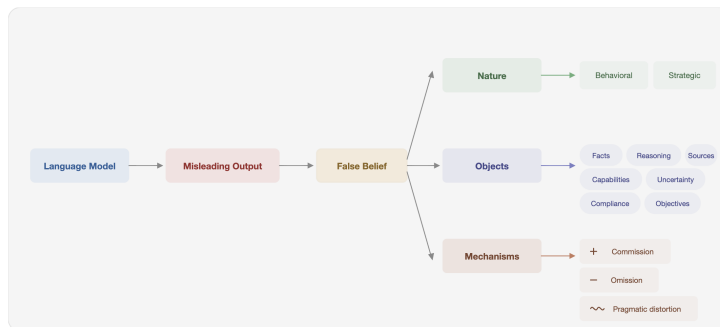 Nature
Behavioral
Strategic
Language Model
Misleading Output
False Belief
Objects
Facts
Reasoning
Sources
Capabilities
Uncertainty
Compliance
Objectives
Mechanisms
+ Commission
− Omission
Pragmatic distortion